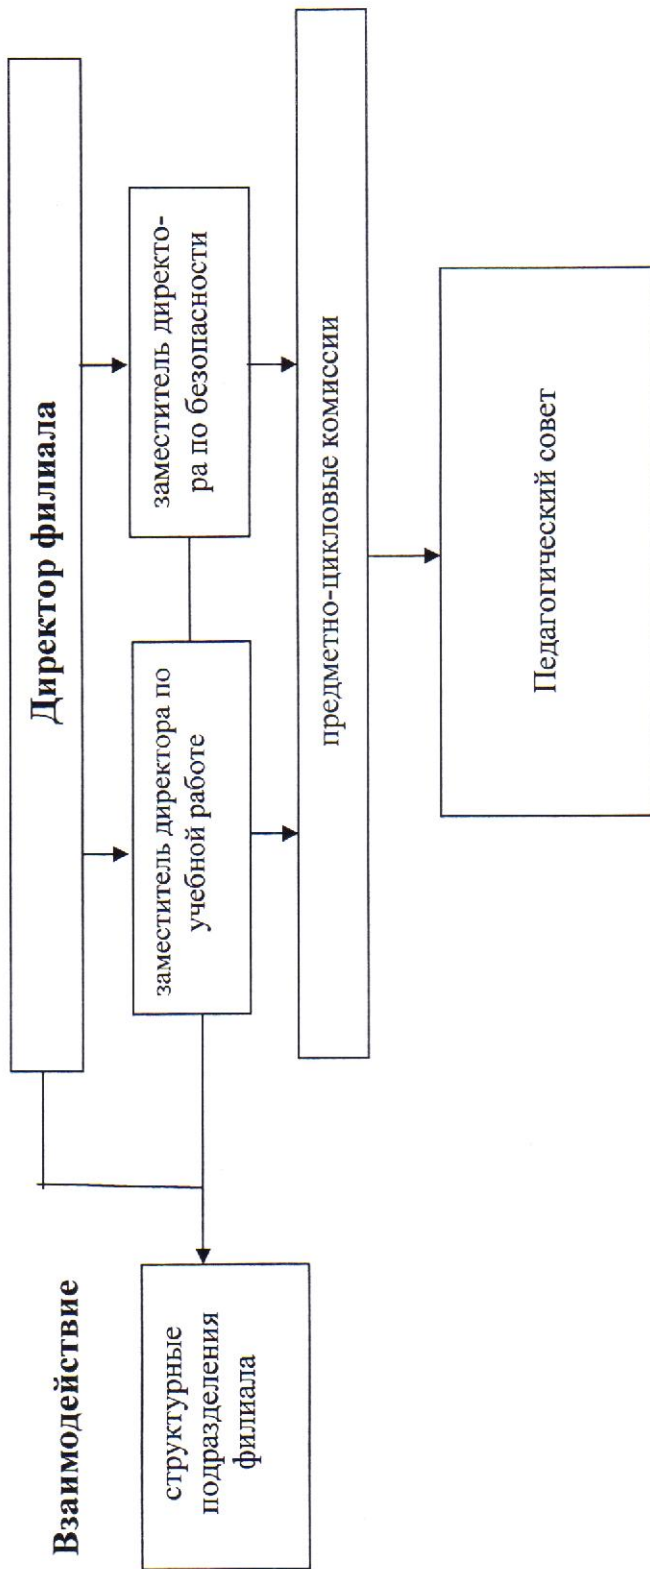 Взаимодействие
Директор филиала
структурные
подразделения
филиала
заместитель директора по
учебной работе
заместитель директо-
ра по безопасности
предметно-цикловые комиссии
Педагогический совет